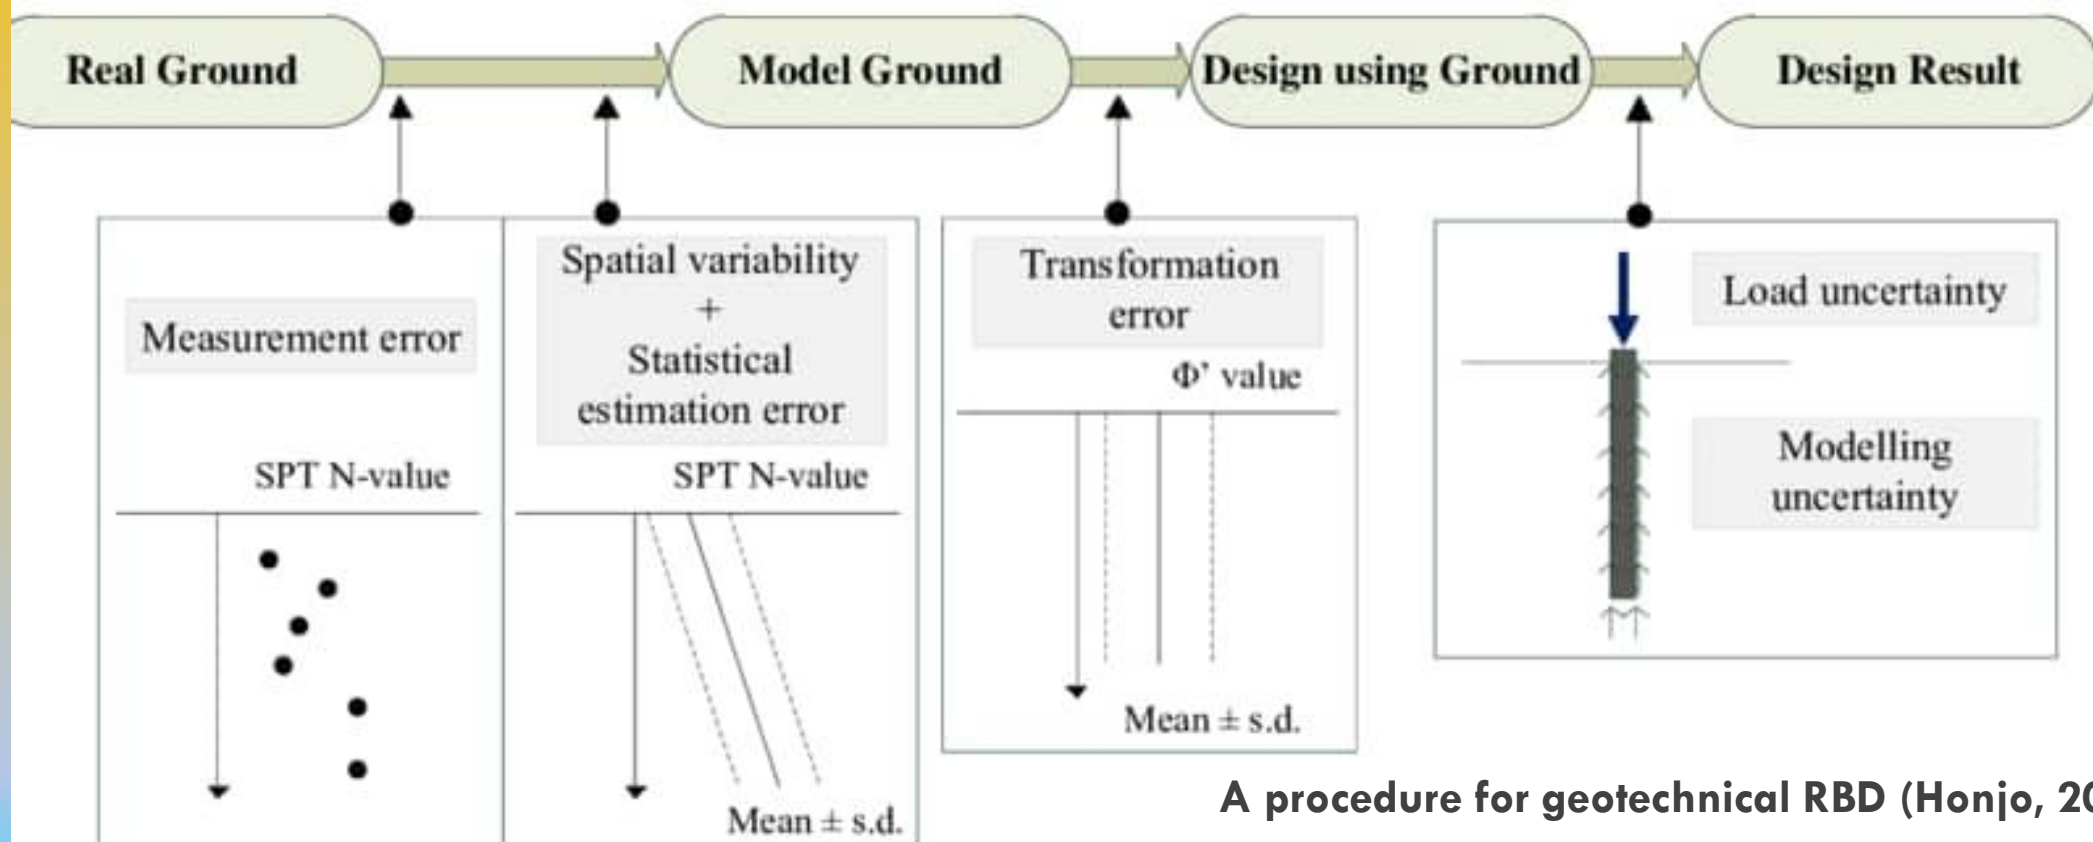 Real Ground
Model Ground
Design using Ground
Design Result
Measurement error
SPT N-value
Spatial variability
+
Statistical
estimation error
SPT N-value
Mean ± s.d.
Transformation
error
Φ’ value
Mean ± s.d.
Load uncertainty
Modelling
uncertainty
A procedure for geotechnical RBD (Honjo,